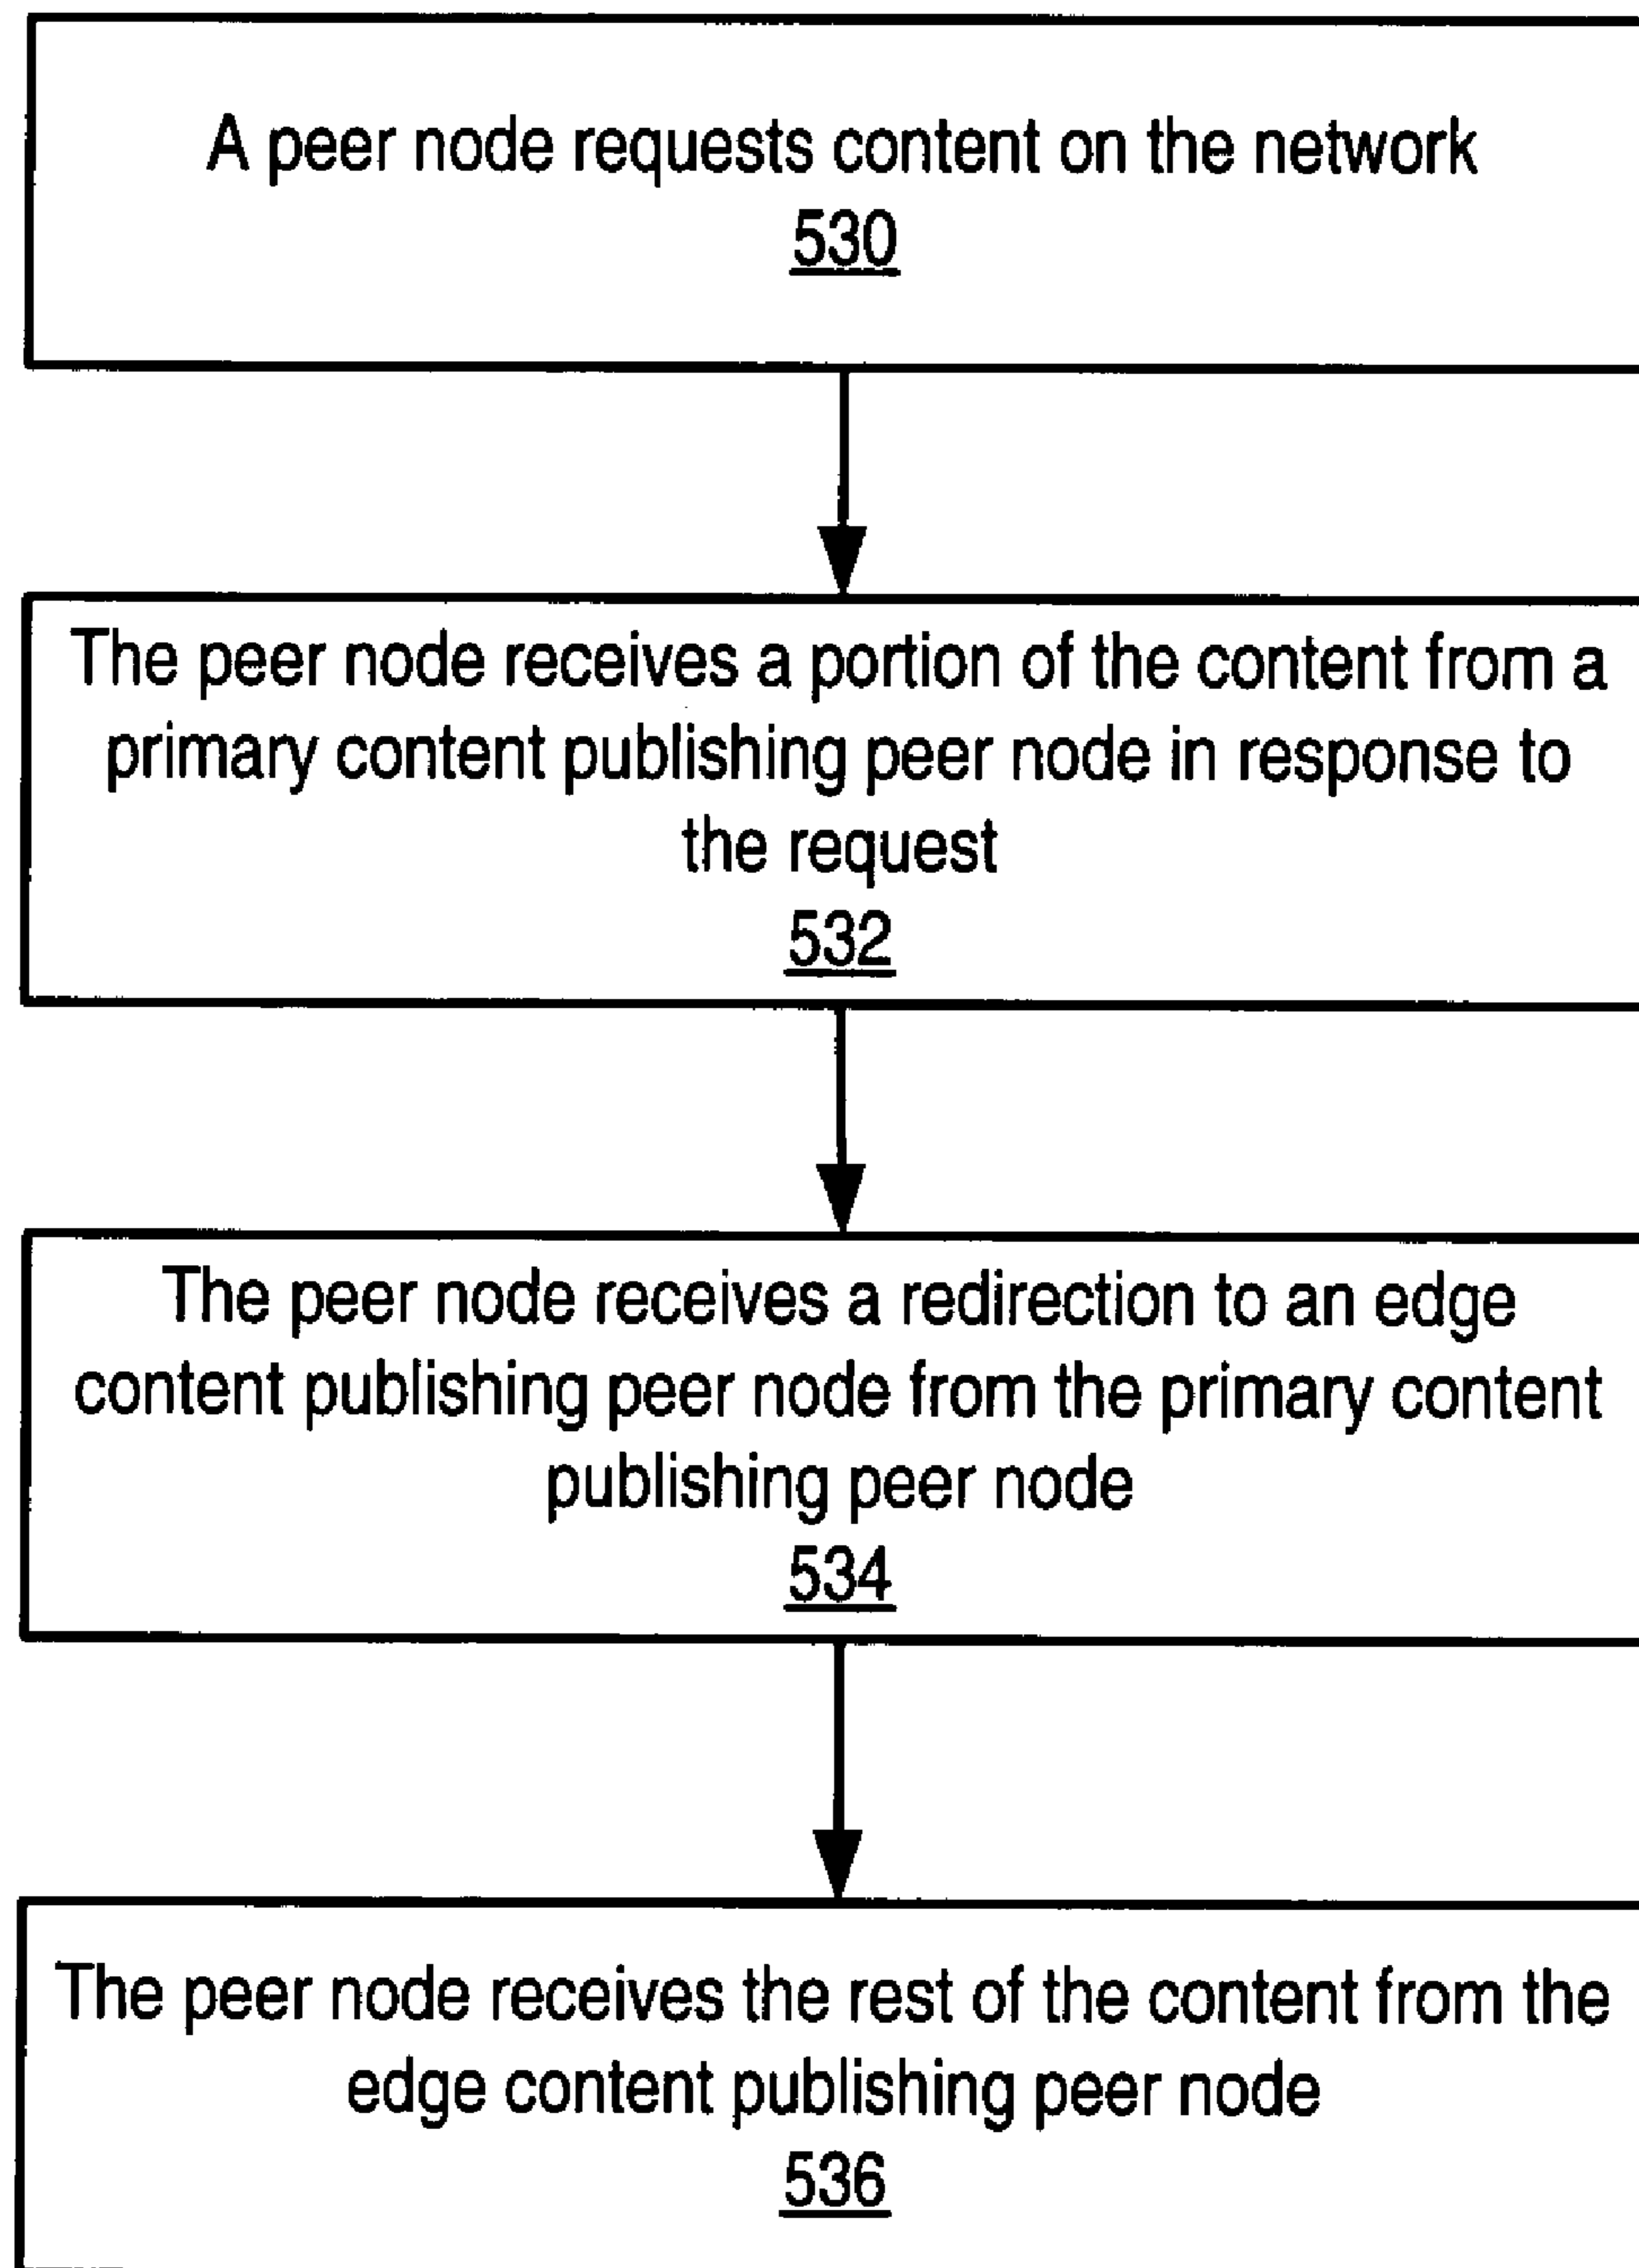 A peer node requests content on the network
530
The peer node receives a portion of the content from a
primary content publishing peer node in response to
the request
532
The peer node receives a redirection to an edge
content publishing peer node from the primary content
publishing peer node
534
The peer node receives the rest of the content from the
edge content publishing peer node
536